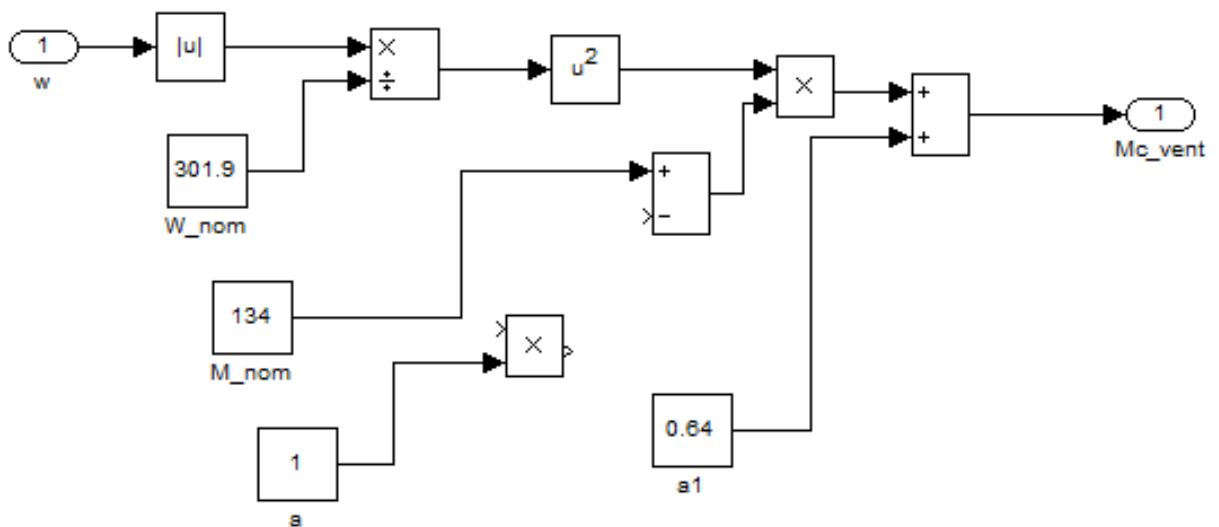 1
w
|u|
×
÷
u²
×
+
+
1
Mc_vent
301.9
W_nom
+
−
134
M_nom
×
1
a
0.64
a1